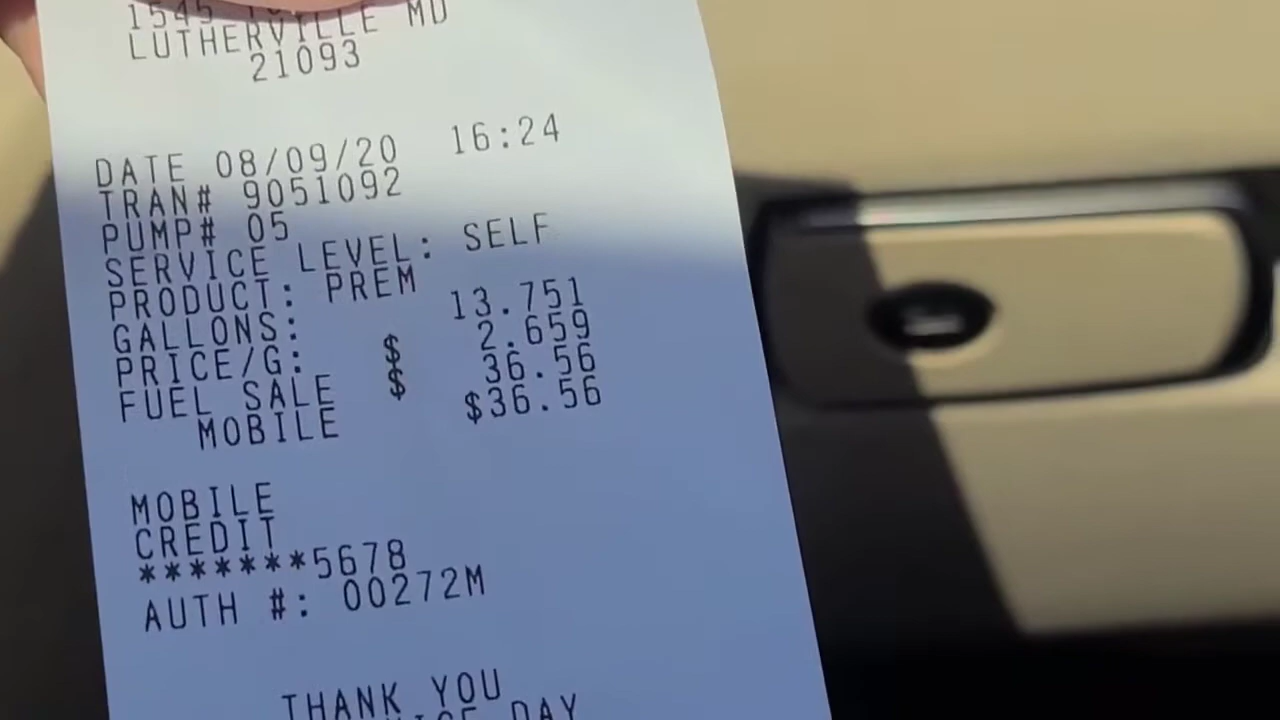 1545
LUTHERVILLE MD
21093
DATE 08/09/20 16:24
TRAN# 9051092
PUMP# 05
SERVICE LEVEL: SELF
PRODUCT: PREM
GALLONS: 13.751
PRICE/G: $ 2.659
FUEL SALE $ 36.56
MOBILE $36.56
MOBILE
CREDIT
*******5678
AUTH #: 00272M
THANK YOU
DAY